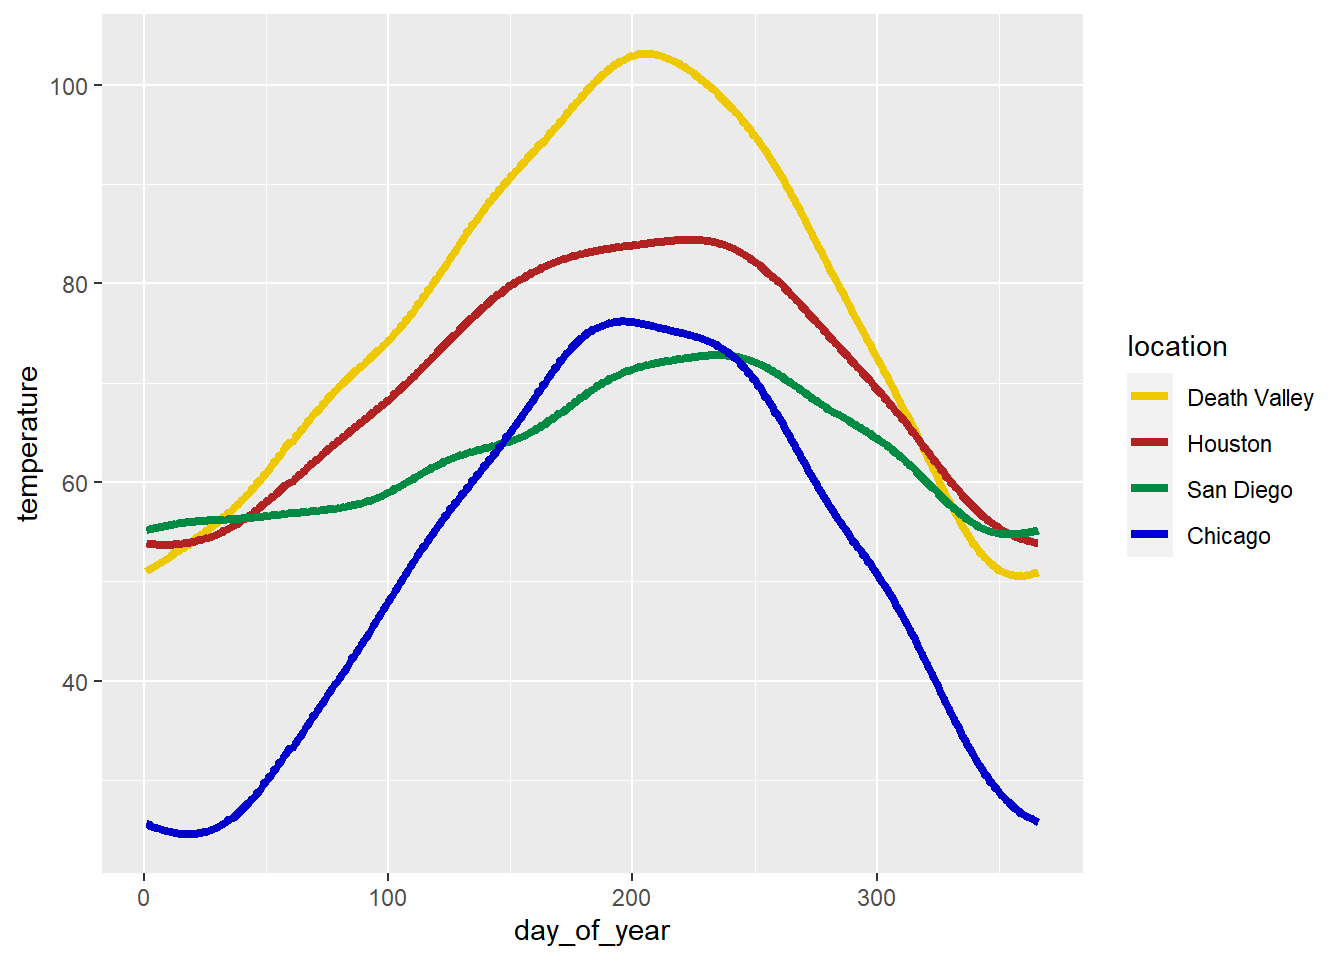 100
80
60
40
temperature
0 100 200 300
day_of_year
location
Death Valley
Houston
San Diego
Chicago